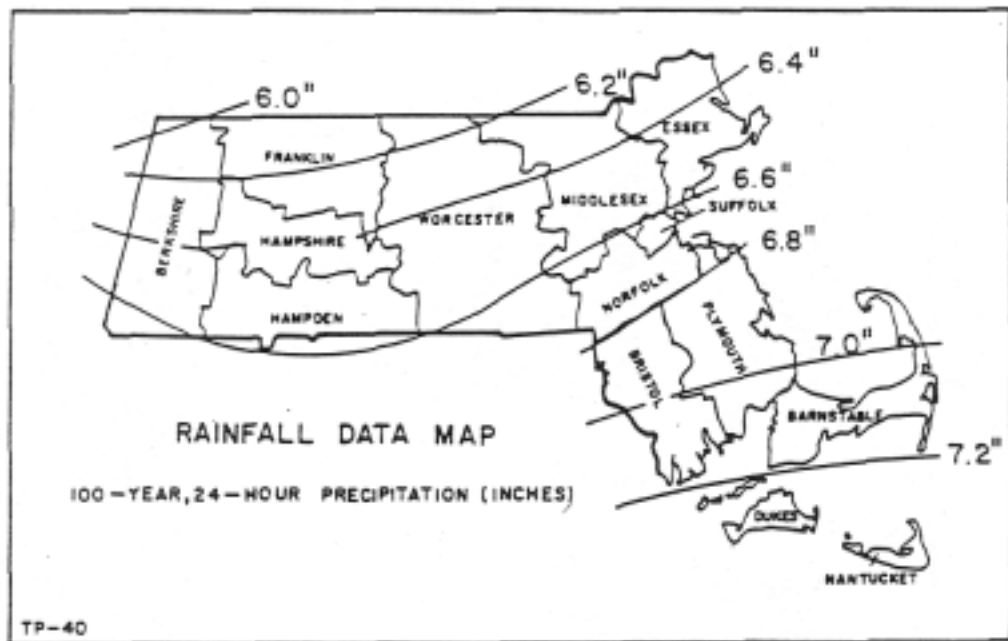 6.0"
6.2"
6.4"
ESSEX
FRANKLIN
6.6"
MIDDLESEX
SUFFOLK
WORCESTER
BERKSHIRE
HAMPSHIRE
6.8"
NORFOLK
HAMPDEN
PLYMOUTH
7.0"
BRISTOL
BARNSTABLE
RAINFALL DATA MAP
7.2"
100-YEAR, 24-HOUR PRECIPITATION (INCHES)
DUKES
NANTUCKET
TP-40